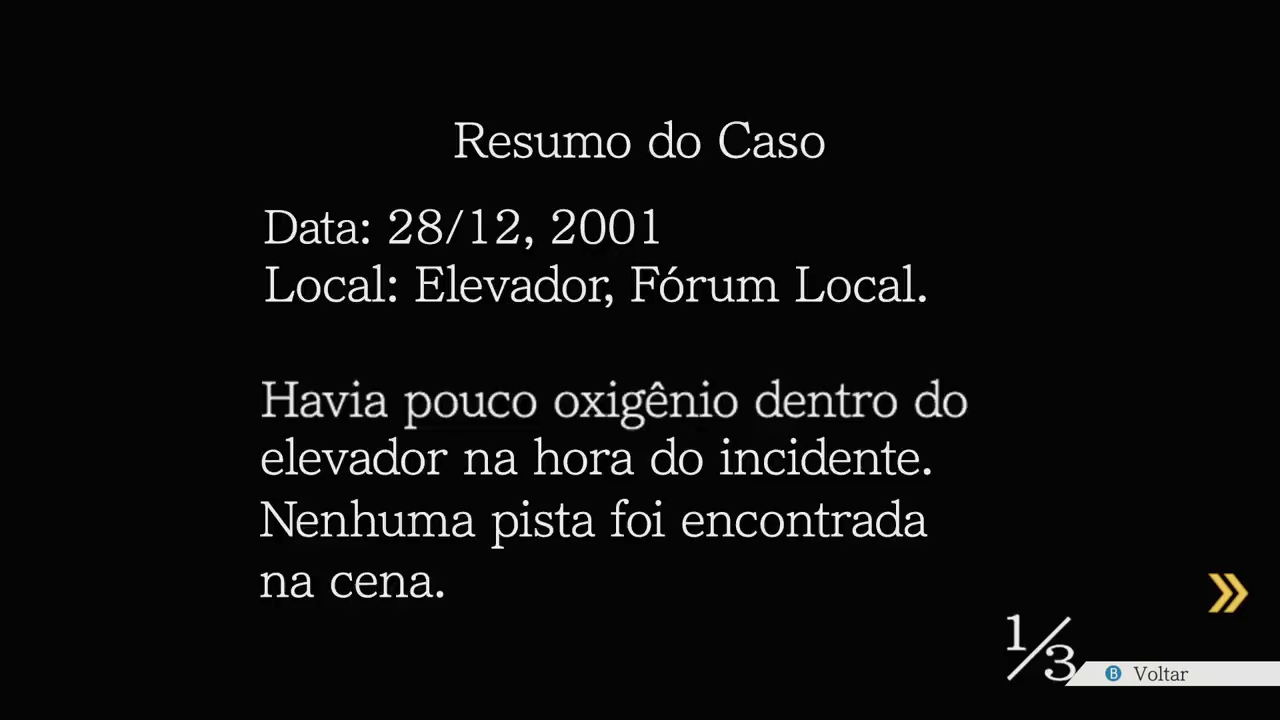 Resumo do Caso
Data: 28/12, 2001
Local: Elevador, Fórum Local.
Havia pouco oxigênio dentro do
elevador na hora do incidente.
Nenhuma pista foi encontrada
na cena.
1/3
B Voltar